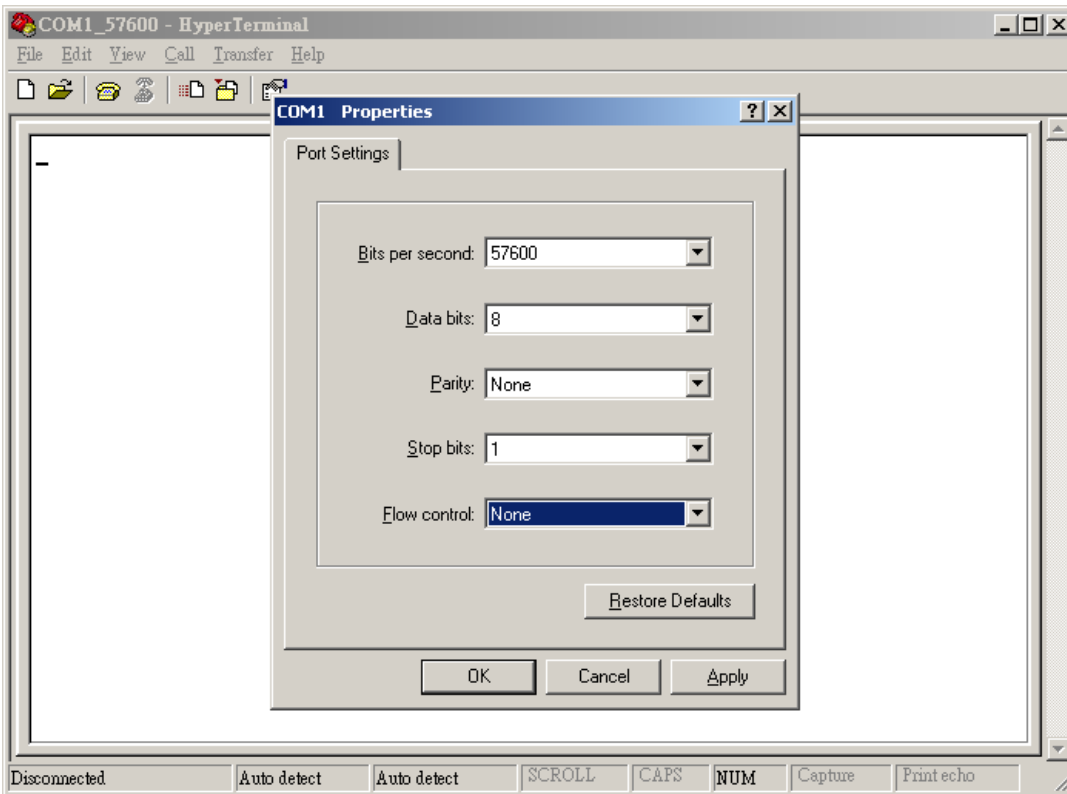 COM1_57600 - HyperTerminal
File Edit View Call Transfer Help
COM1 Properties
Port Settings
Bits per second: 57600
Data bits: 8
Parity: None
Stop bits: 1
Flow control: None
Restore Defaults
OK Cancel Apply
Disconnected Auto detect Auto detect SCROLL CAPS NUM Capture Print echo